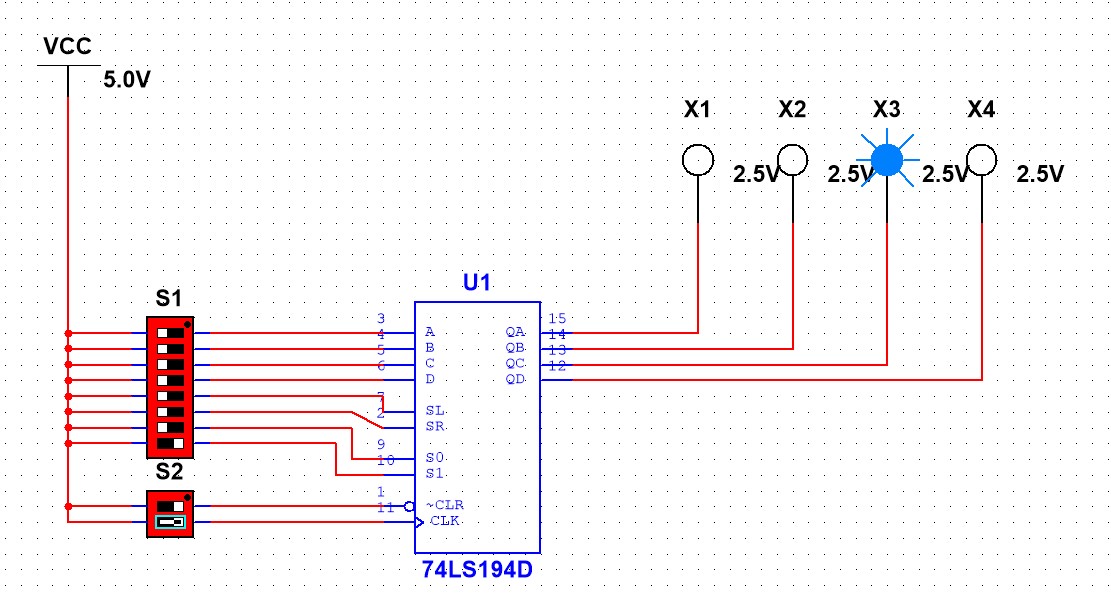 VCC
5.0V
X1 X2 X3 X4
2.5V 2.5V 2.5V 2.5V
U1
S1
3 A QA 15
4 B QB 14
5 C QC 13
6 D QD 12
7 SL
2 SR
9 S0
10 S1
S2
1 ~CLR
11 CLK
74LS194D